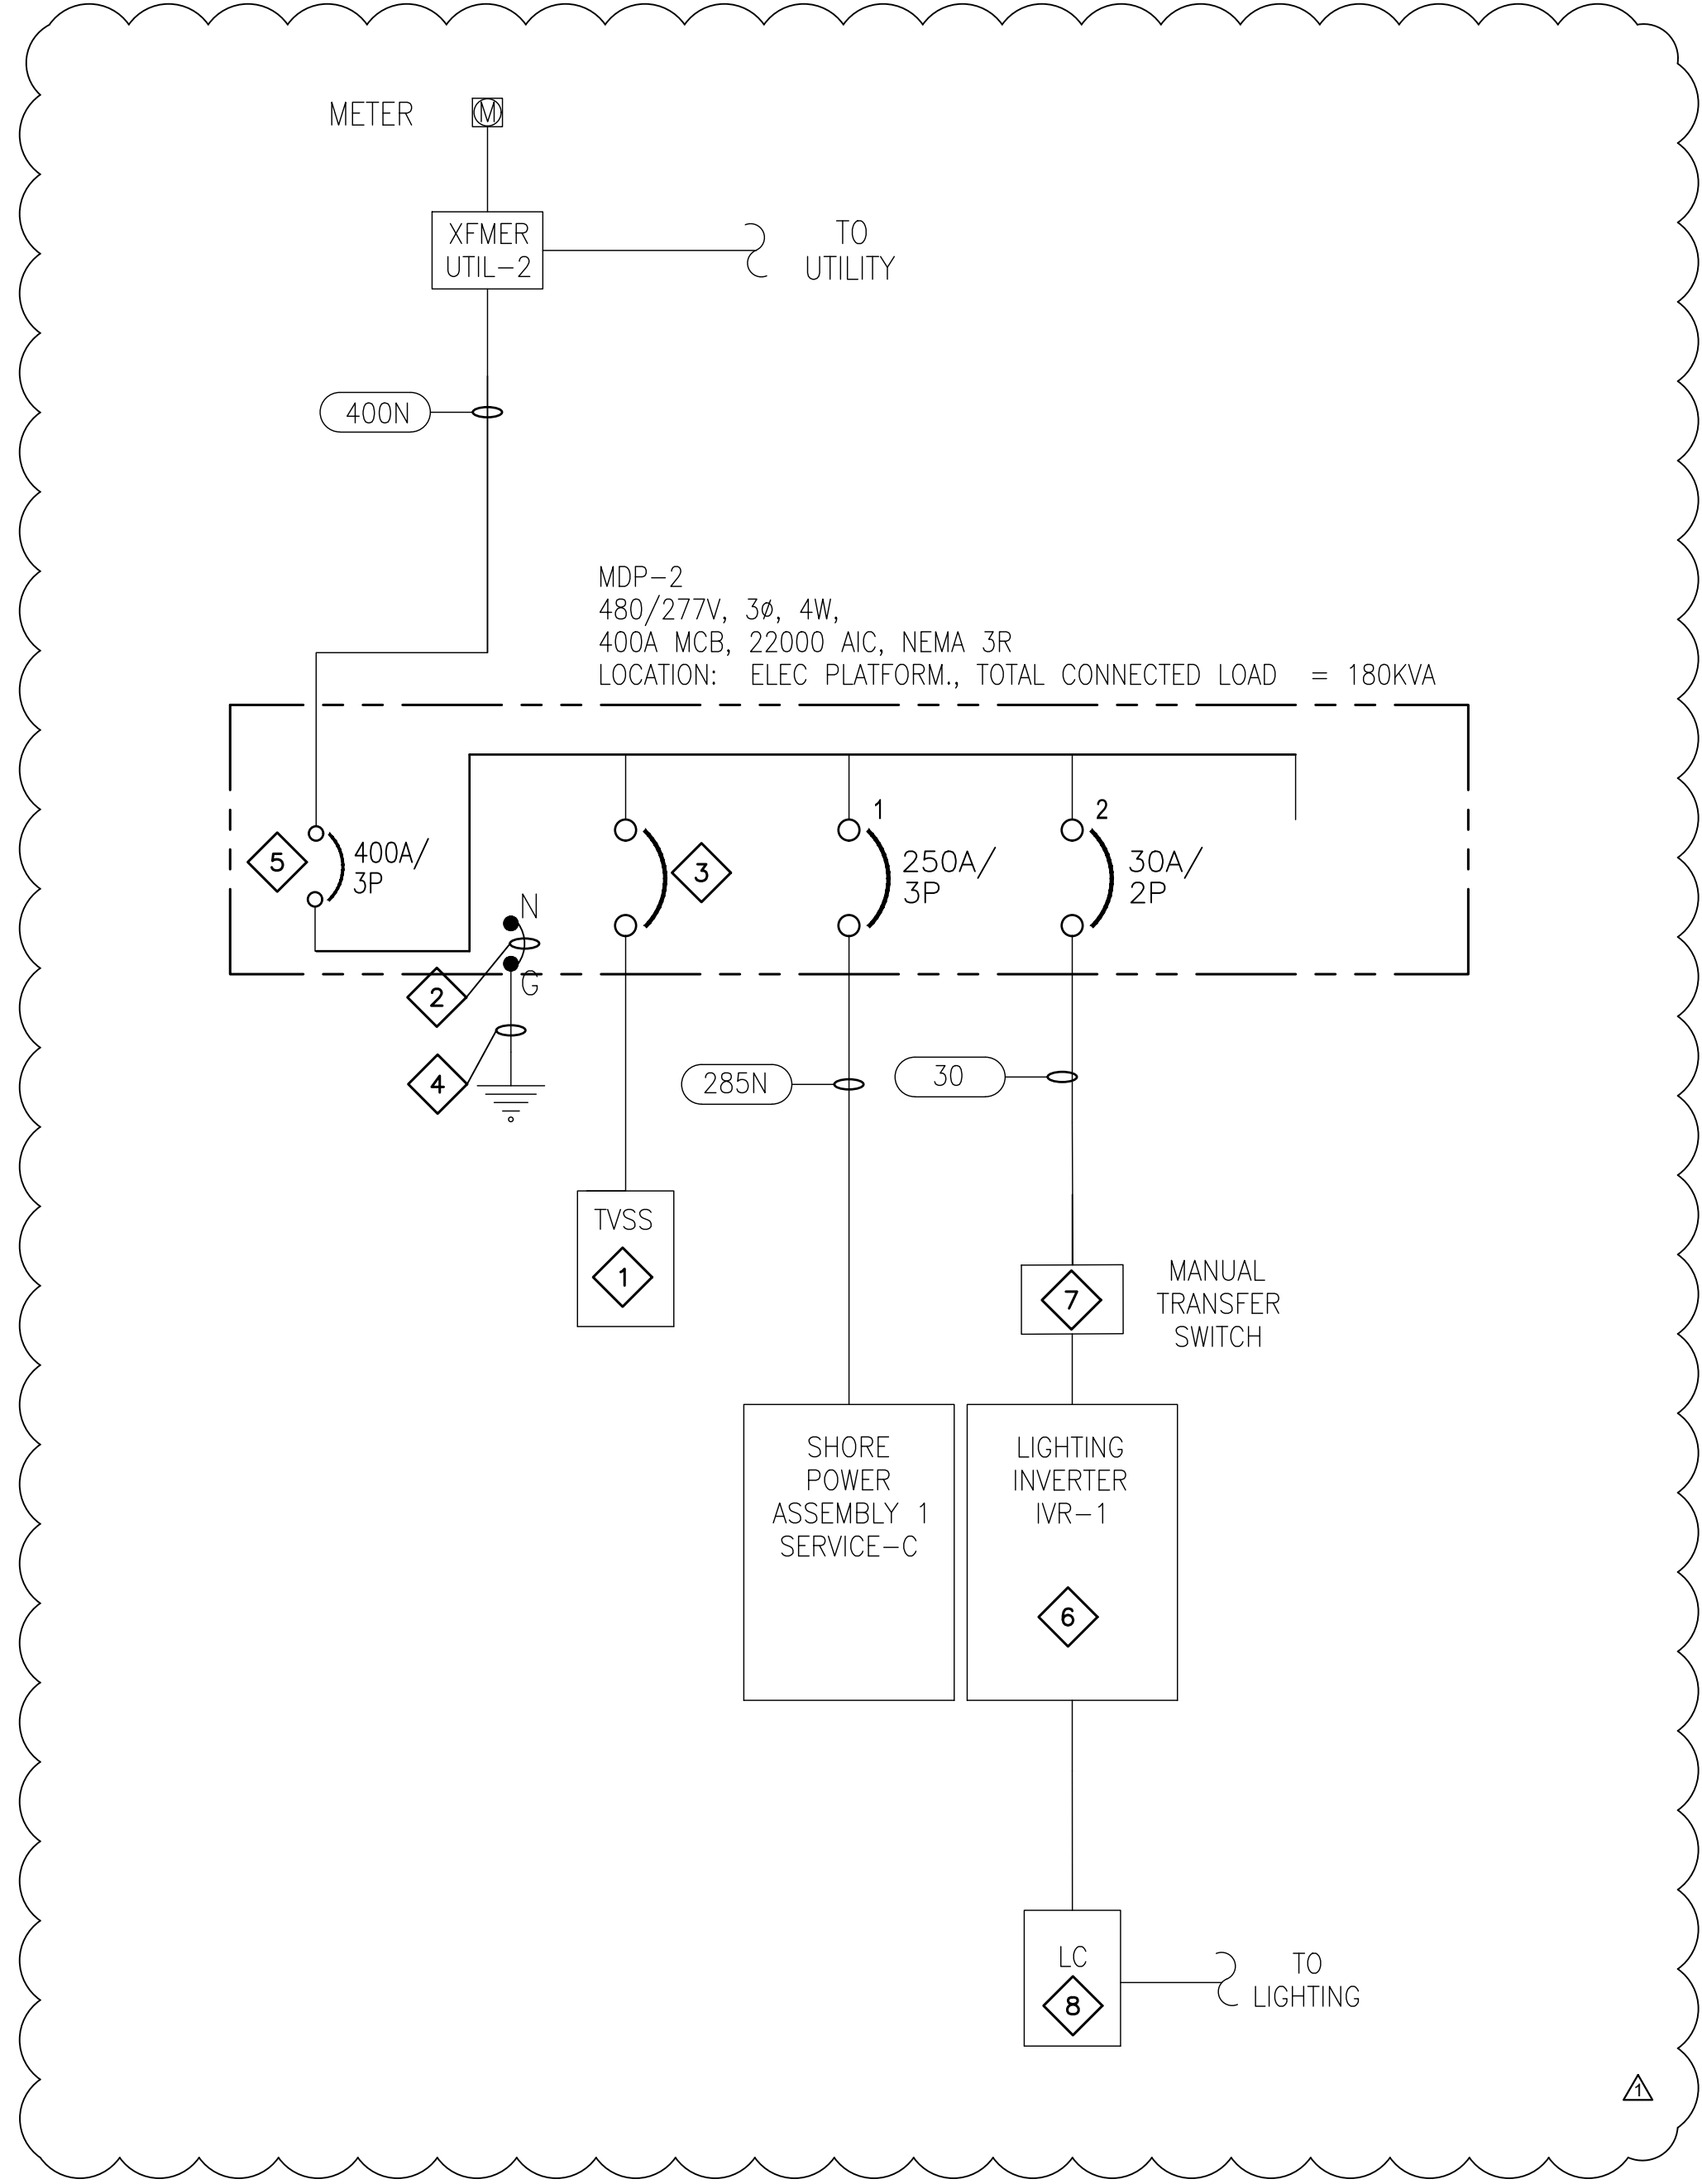 METER
M
XFMER
UTIL-2
TO
UTILITY
400N
MDP-2
480/277V, 3ø, 4W,
400A MCB, 22000 AIC, NEMA 3R
LOCATION: ELEC PLATFORM., TOTAL CONNECTED LOAD = 180KVA
5
400A/
3P
N
G
2
4
3
1
250A/
3P
2
30A/
2P
285N
30
TVSS
1
7
MANUAL
TRANSFER
SWITCH
SHORE
POWER
ASSEMBLY 1
SERVICE-C
LIGHTING
INVERTER
IVR-1
6
LC
8
TO
LIGHTING
1